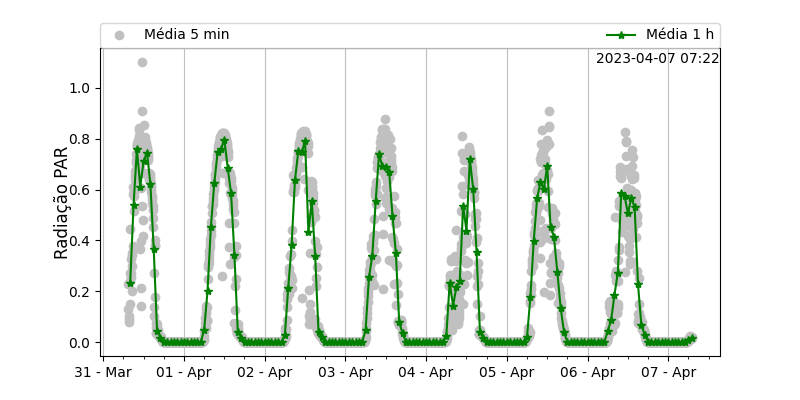 Média 5 min
Média 1 h
2023-04-07 07:22
Radiação PAR
1.0
0.8
0.6
0.4
0.2
0.0
31 - Mar 01 - Apr 02 - Apr 03 - Apr 04 - Apr 05 - Apr 06 - Apr 07 - Apr